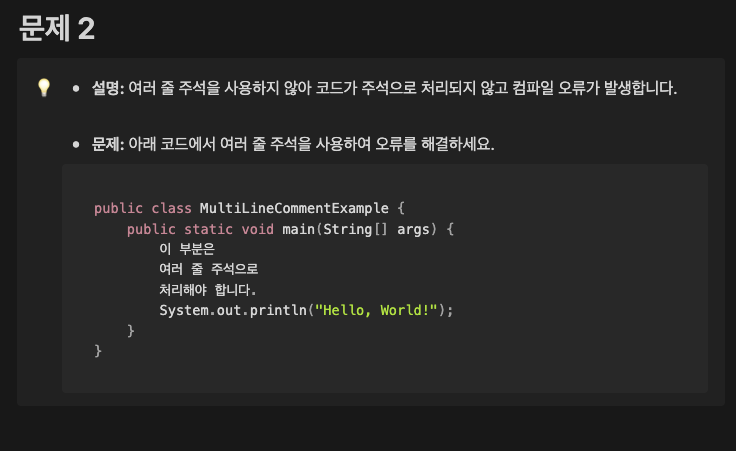 문제 2
설명: 여러 줄 주석을 사용하지 않아 코드가 주석으로 처리되지 않고 컴파일 오류가 발생합니다.
문제: 아래 코드에서 여러 줄 주석을 사용하여 오류를 해결하세요.
public class MultiLineCommentExample {
    public static void main(String[] args) {
        이 부분은
        여러 줄 주석으로
        처리해야 합니다.
        System.out.println("Hello, World!");
    }
}